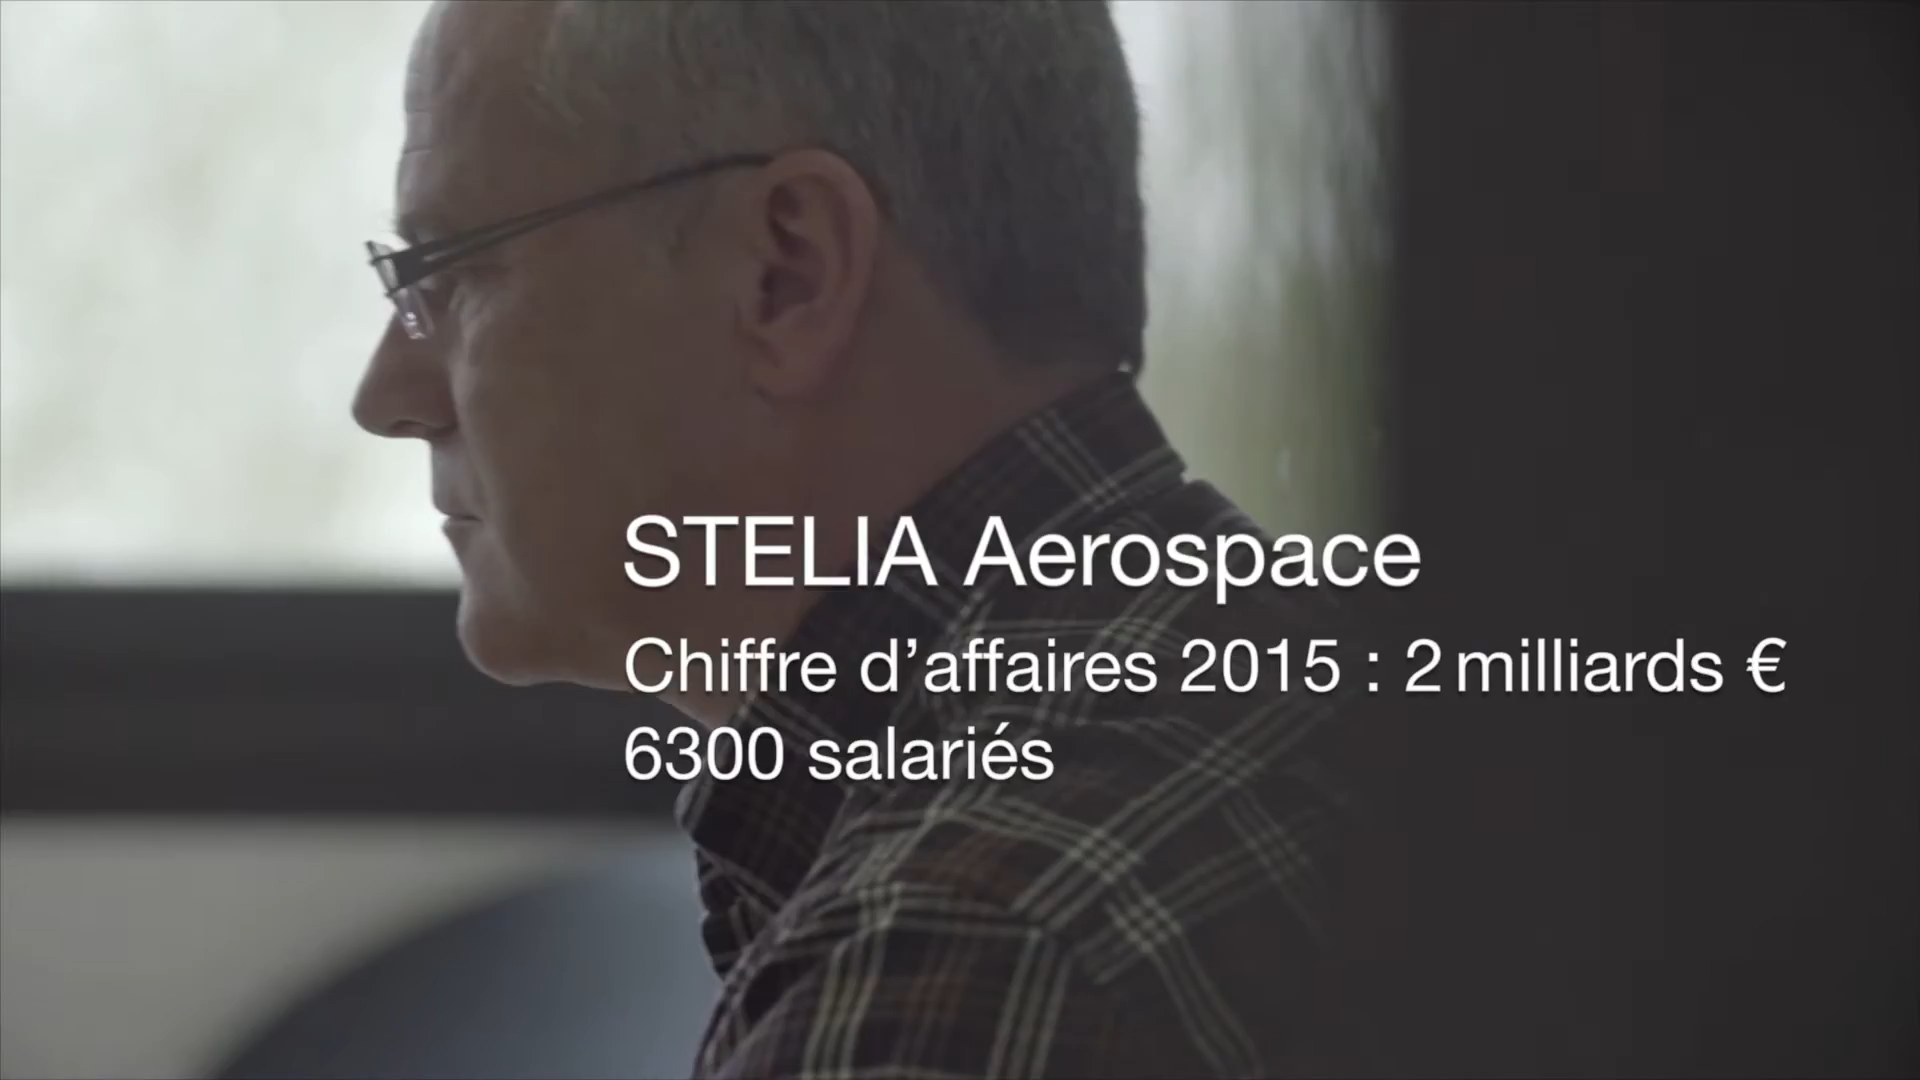 STELIA Aerospace
Chiffre d’affaires 2015 : 2 milliards €
6300 salariés